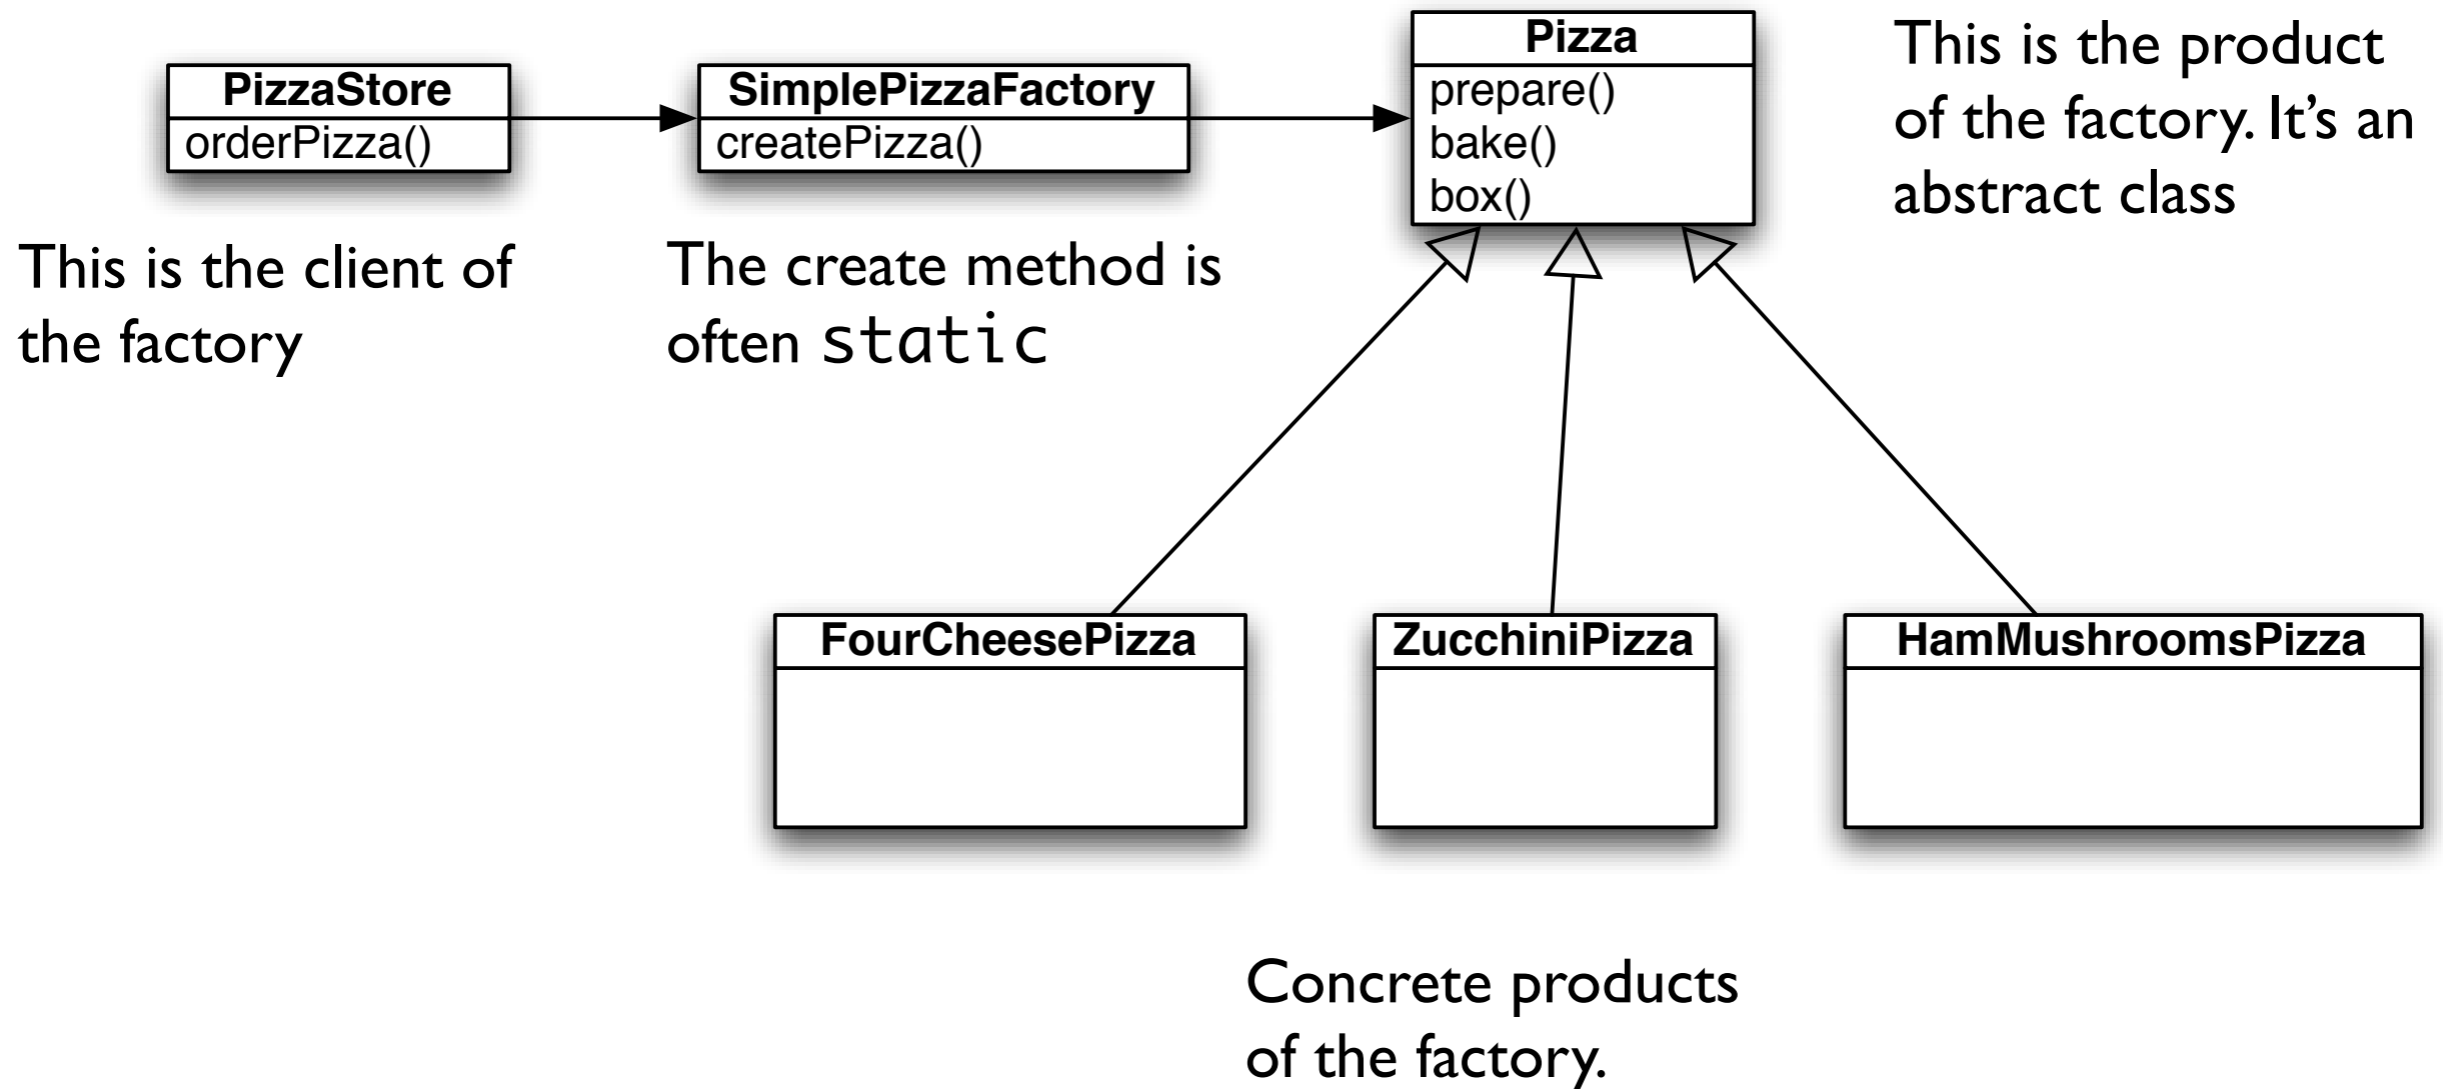 PizzaStore
orderPizza()
This is the client of
the factory
SimplePizzaFactory
createPizza()
The create method is
often static
Pizza
prepare()
bake()
box()
This is the product
of the factory. It’s an
abstract class
FourCheesePizza
ZucchiniPizza
HamMushroomsPizza
Concrete products
of the factory.